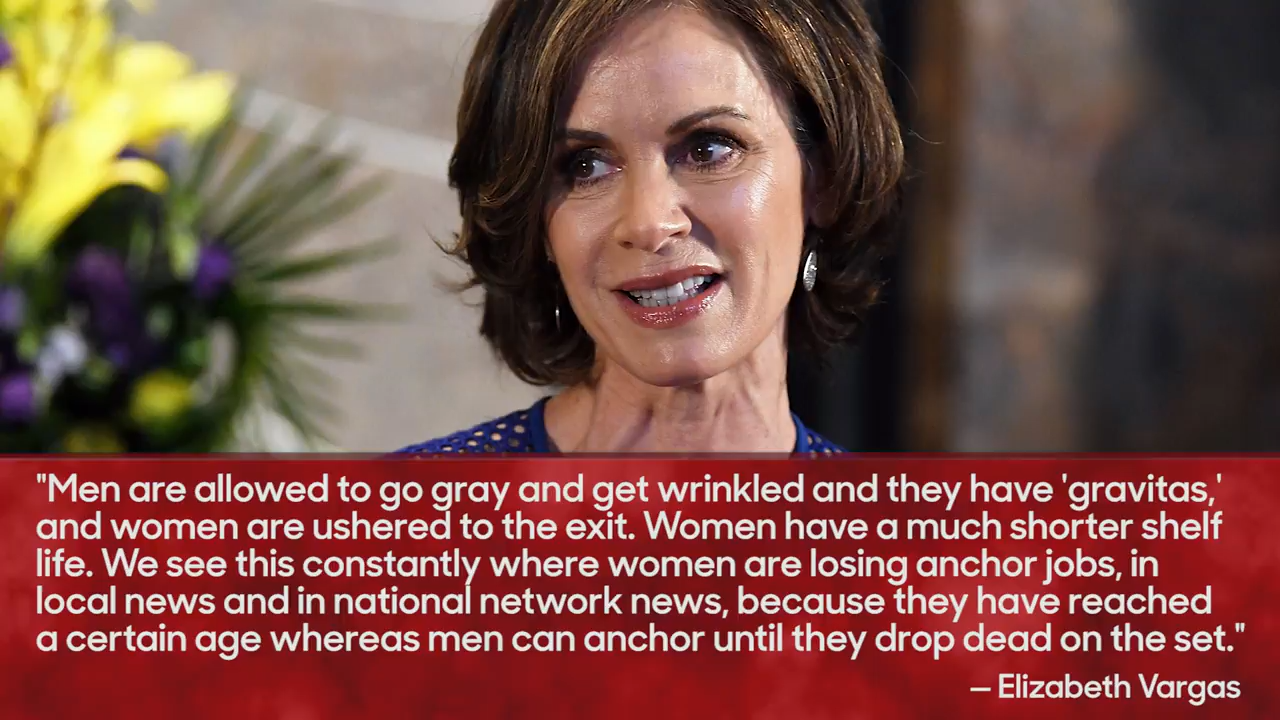 "Men are allowed to go gray and get wrinkled and they have 'gravitas,'
and women are ushered to the exit. Women have a much shorter shelf
life. We see this constantly where women are losing anchor jobs, in
local news and in national network news, because they have reached
a certain age whereas men can anchor until they drop dead on the set."
– Elizabeth Vargas